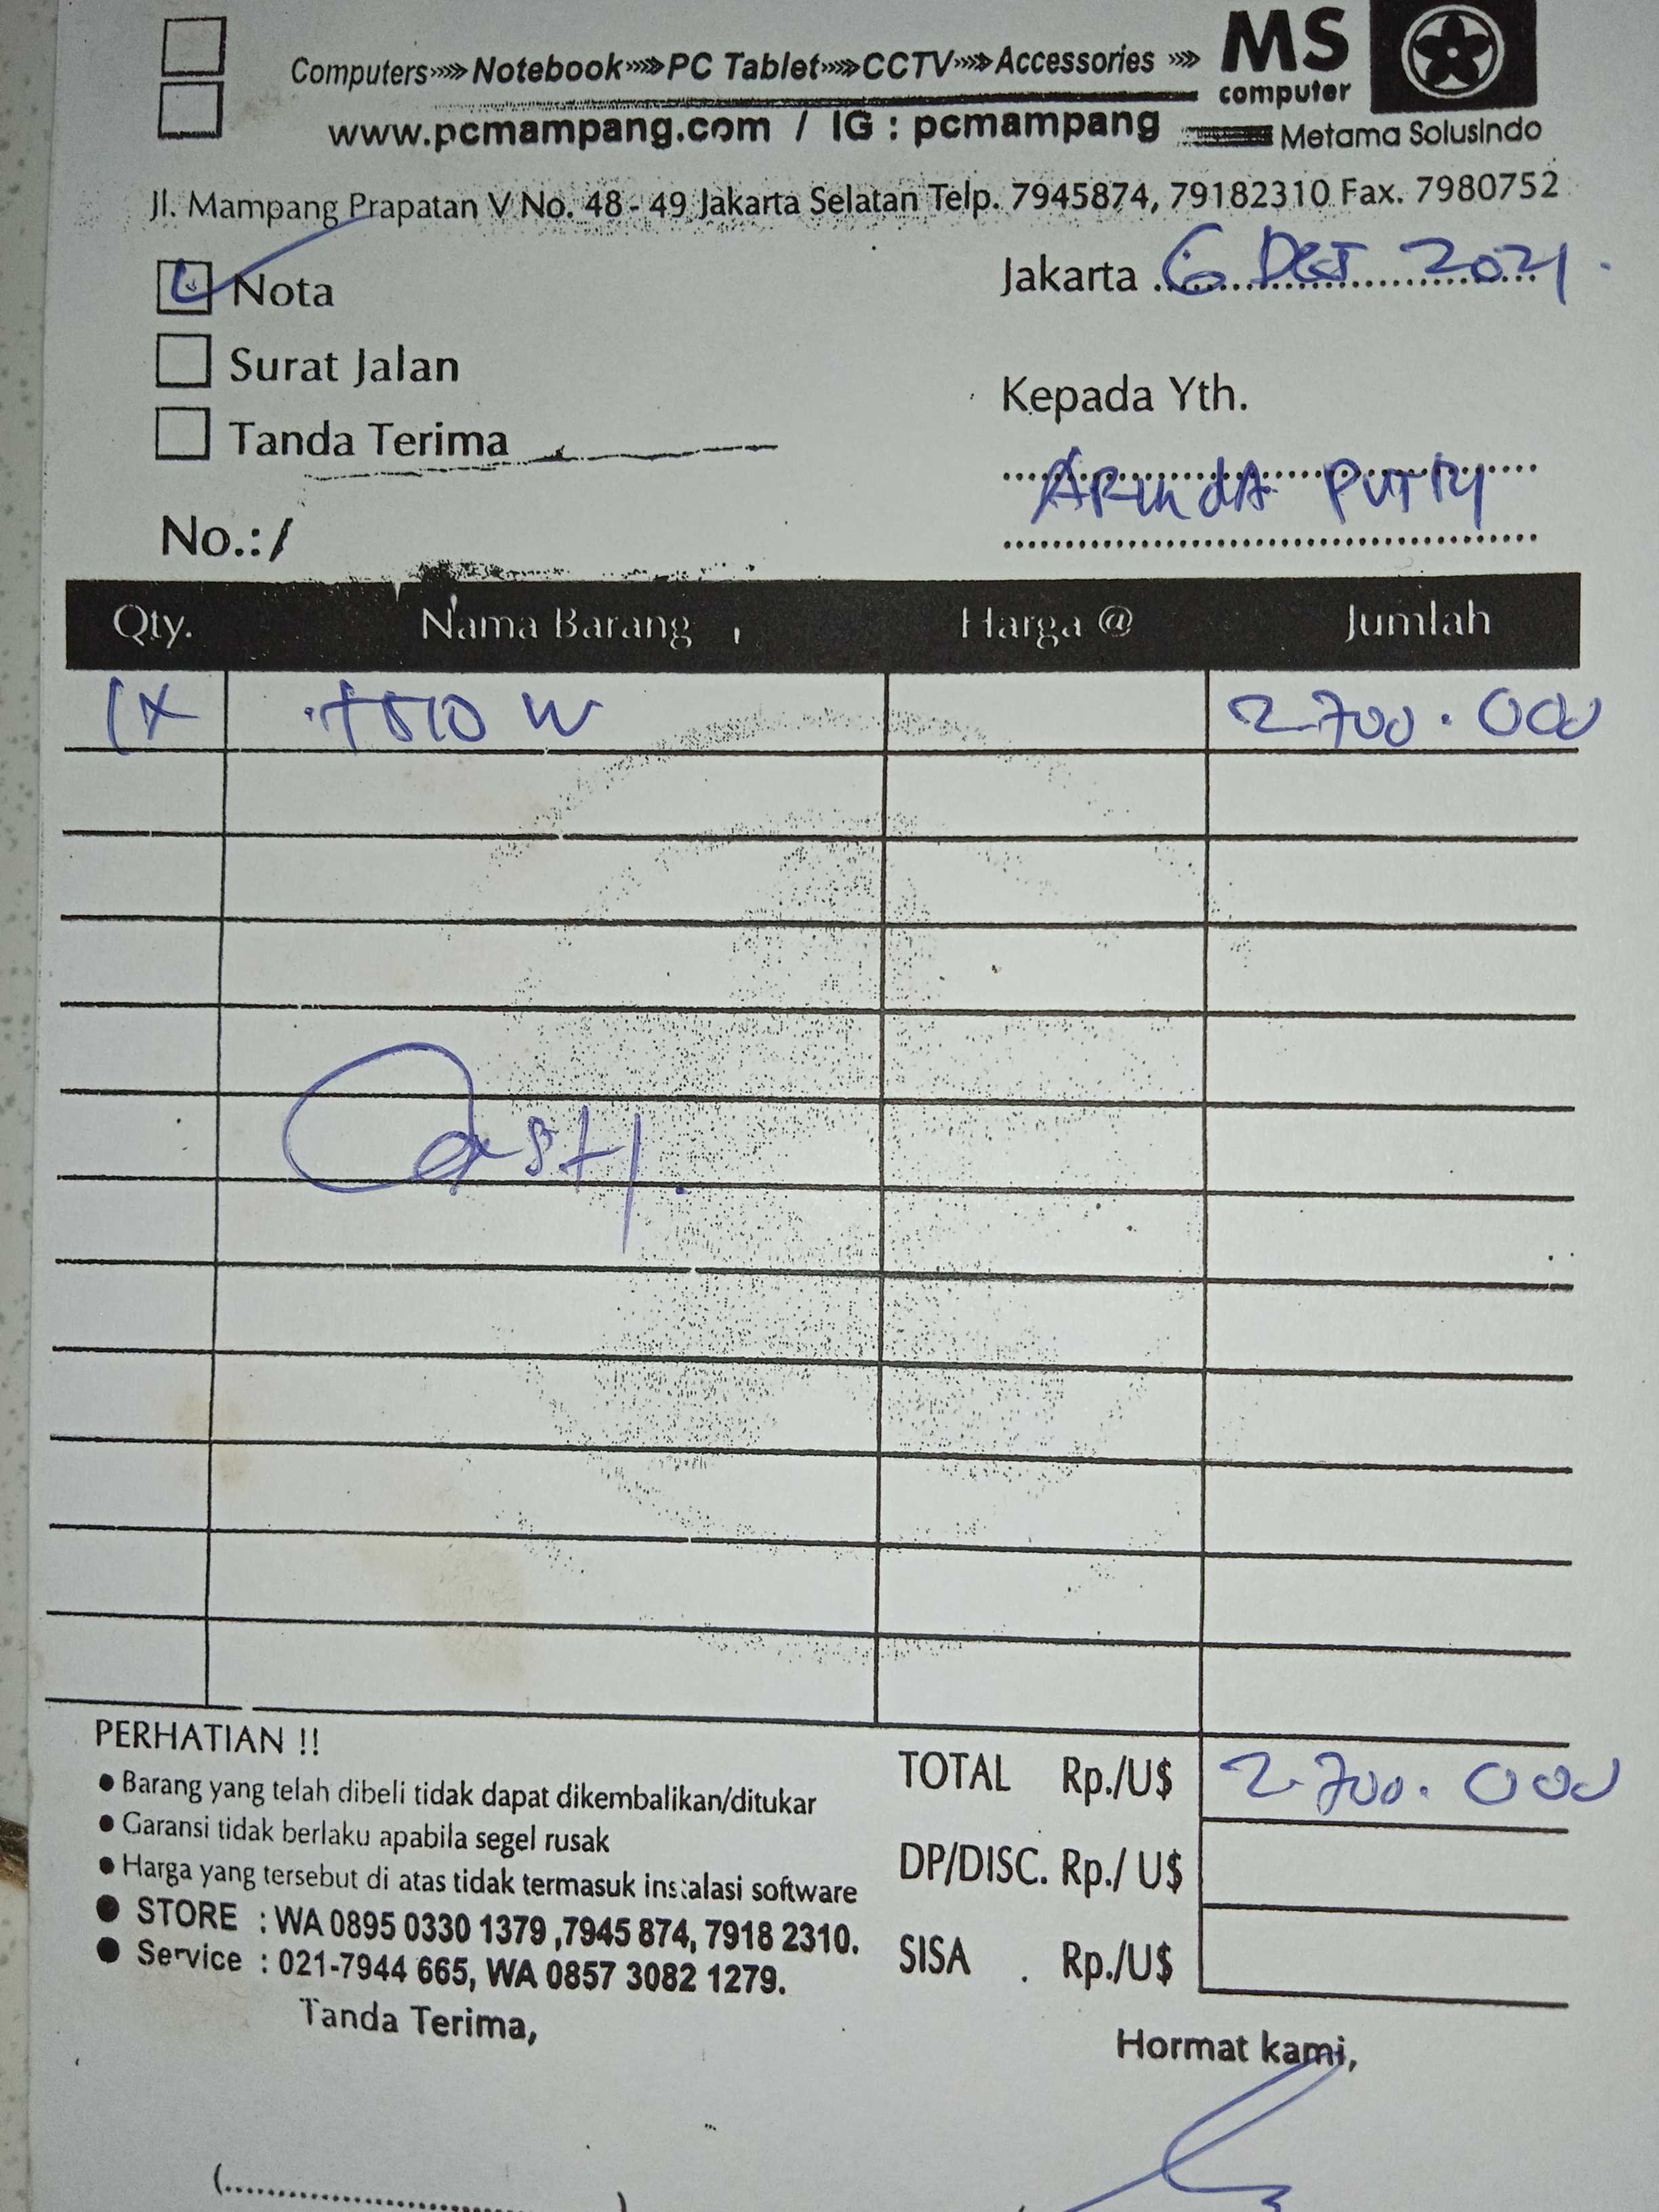 Computers »»» Notebook »»» PC Tablet »»» CCTV »»» Accessories »»»
MS
computer
www.pcmampang.com / IG : pcmampang
Metama Solusindo
Jl. Mampang Prapatan V No. 48 - 49 Jakarta Selatan Telp. 7945874, 79182310 Fax. 7980752
Jakarta 6 DES 2021.
Nota
Surat Jalan
Tanda Terima
Kepada Yth.
PUTRI
No.:/
Qty. Nama Barang Harga @ Jumlah
1x T510 W 2.700.000
Cash.
PERHATIAN !!
● Barang yang telah dibeli tidak dapat dikembalikan/ditukar
● Garansi tidak berlaku apabila segel rusak
● Harga yang tersebut di atas tidak termasuk instalasi software
● STORE : WA 0895 0330 1379 ,7945 874, 7918 2310.
● Service : 021-7944 665, WA 0857 3082 1279.
TOTAL Rp./U$ 2.700.000
DP/DISC. Rp./ U$
SISA Rp./U$
Tanda Terima,
Hormat kami,